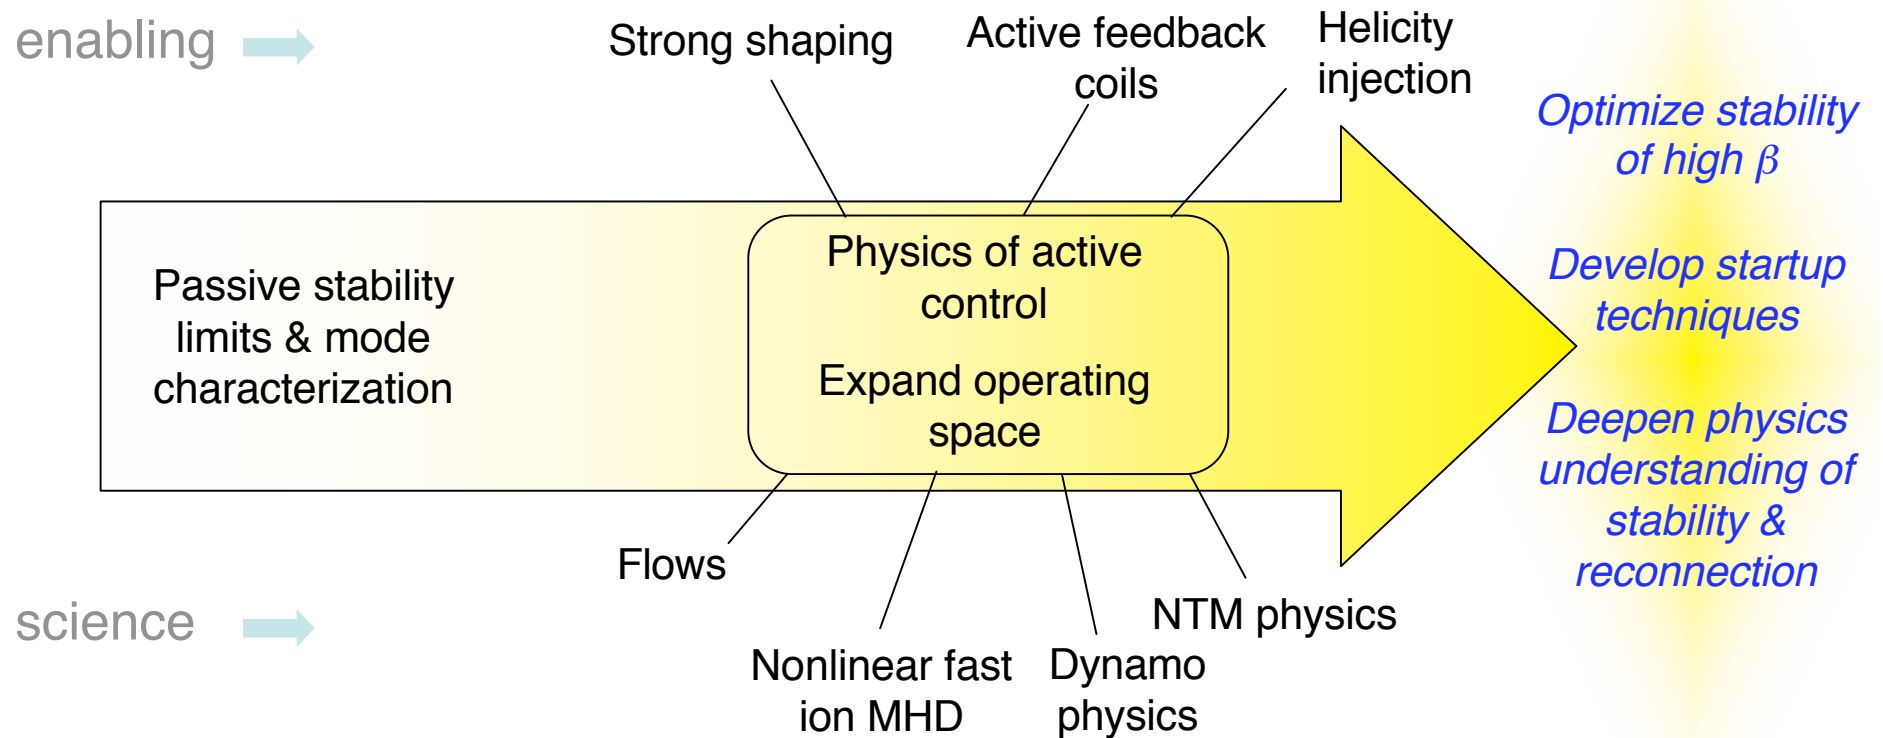 enabling
Strong shaping
Active feedback
coils
Helicity
injection
Optimize stability
of high β
Develop startup
techniques
Deepen physics
understanding of
stability &
reconnection
Passive stability
limits & mode
characterization
Physics of active
control
Expand operating
space
science
Flows
Nonlinear fast
ion MHD
Dynamo
physics
NTM physics